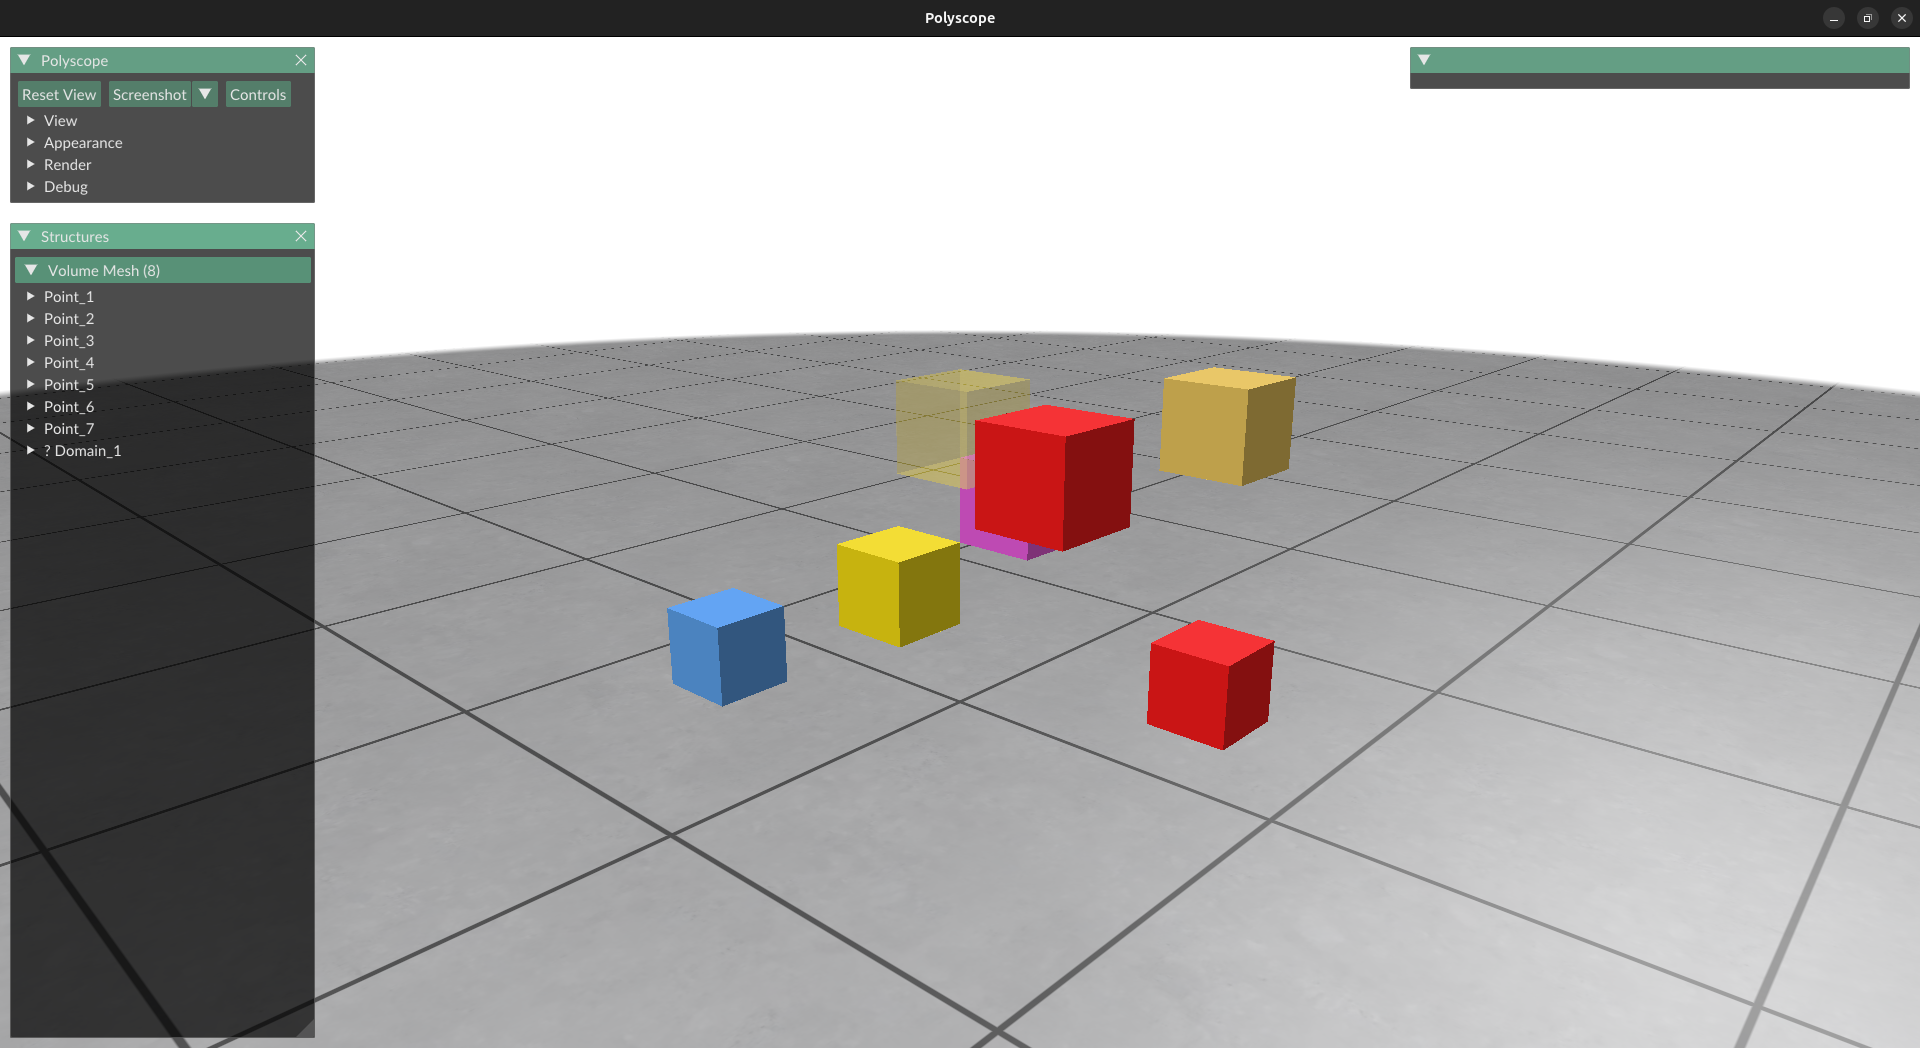 Polyscope
Polyscope
Reset View Screenshot Controls
View
Appearance
Render
Debug
Structures
Volume Mesh (8)
Point_1
Point_2
Point_3
Point_4
Point_5
Point_6
Point_7
? Domain_1